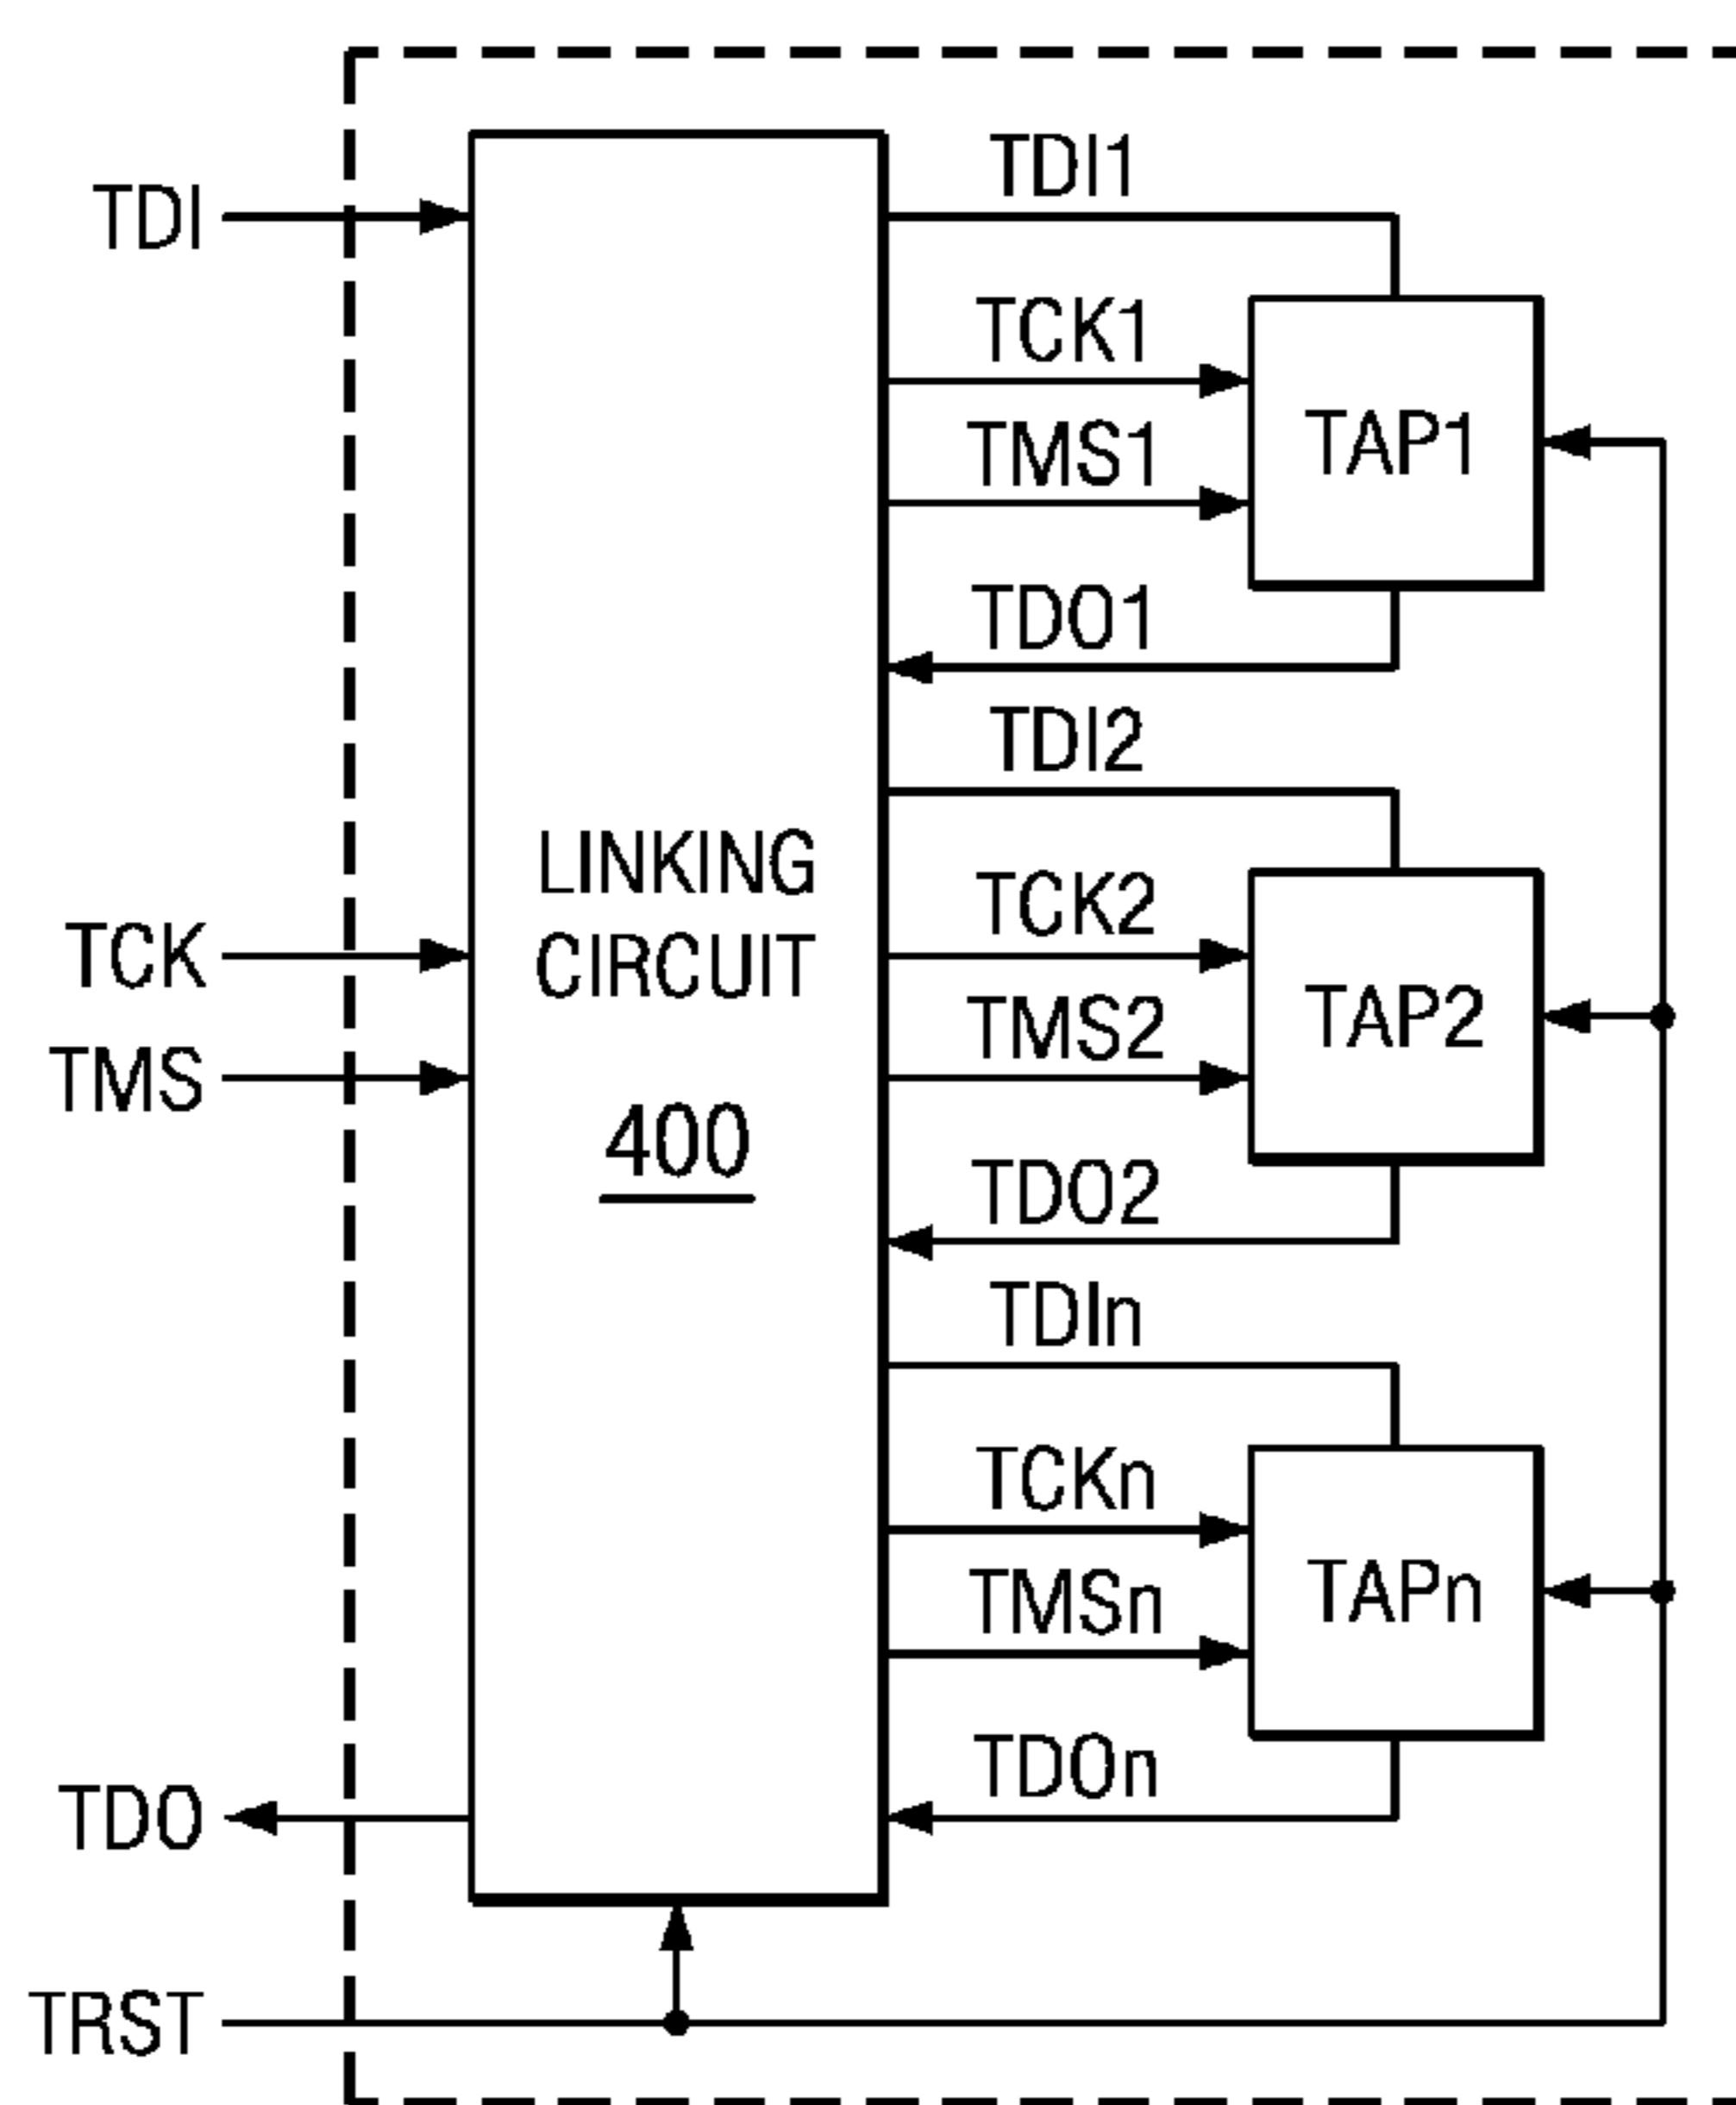 TDI
TCK
TMS
TDO
TRST
LINKING
CIRCUIT
400
TDI1
TCK1
TMS1
TDO1
TAP1
TDI2
TCK2
TMS2
TDO2
TAP2
TDIn
TCKn
TMSn
TDOn
TAPn